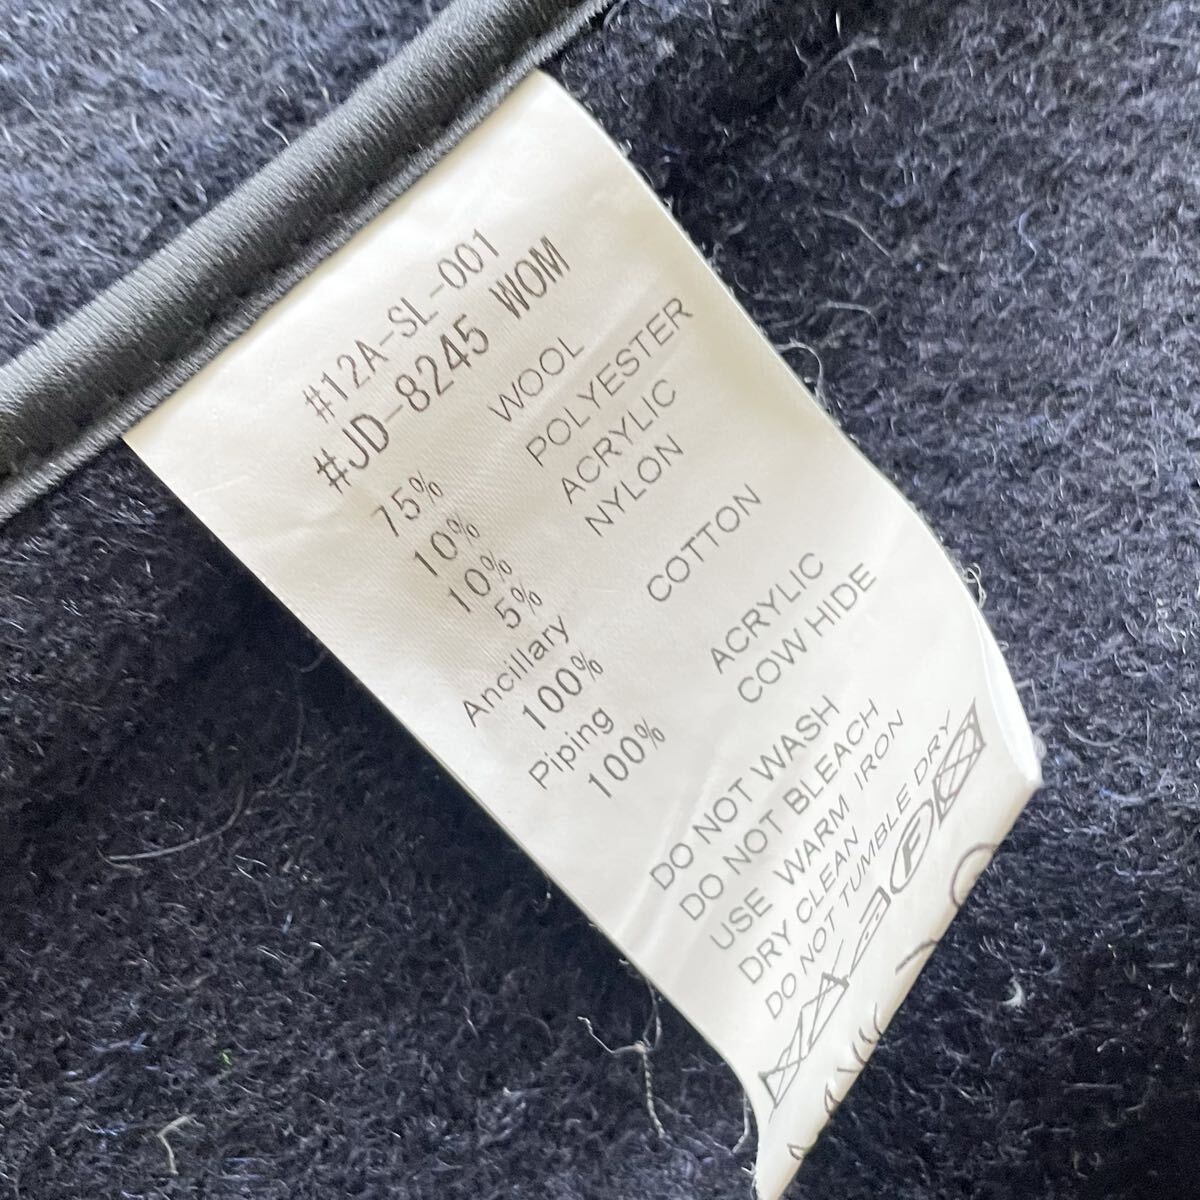 #12A-SL-001
#JD-8245 WOM
75% WOOL
10% POLYESTER
10% ACRYLIC
5% NYLON
Ancillary
100% COTTON
Piping
100% ACRYLIC
COW HIDE
DO NOT WASH
DO NOT BLEACH
USE WARM IRON
DRY CLEAN
DO NOT TUMBLE DRY
F